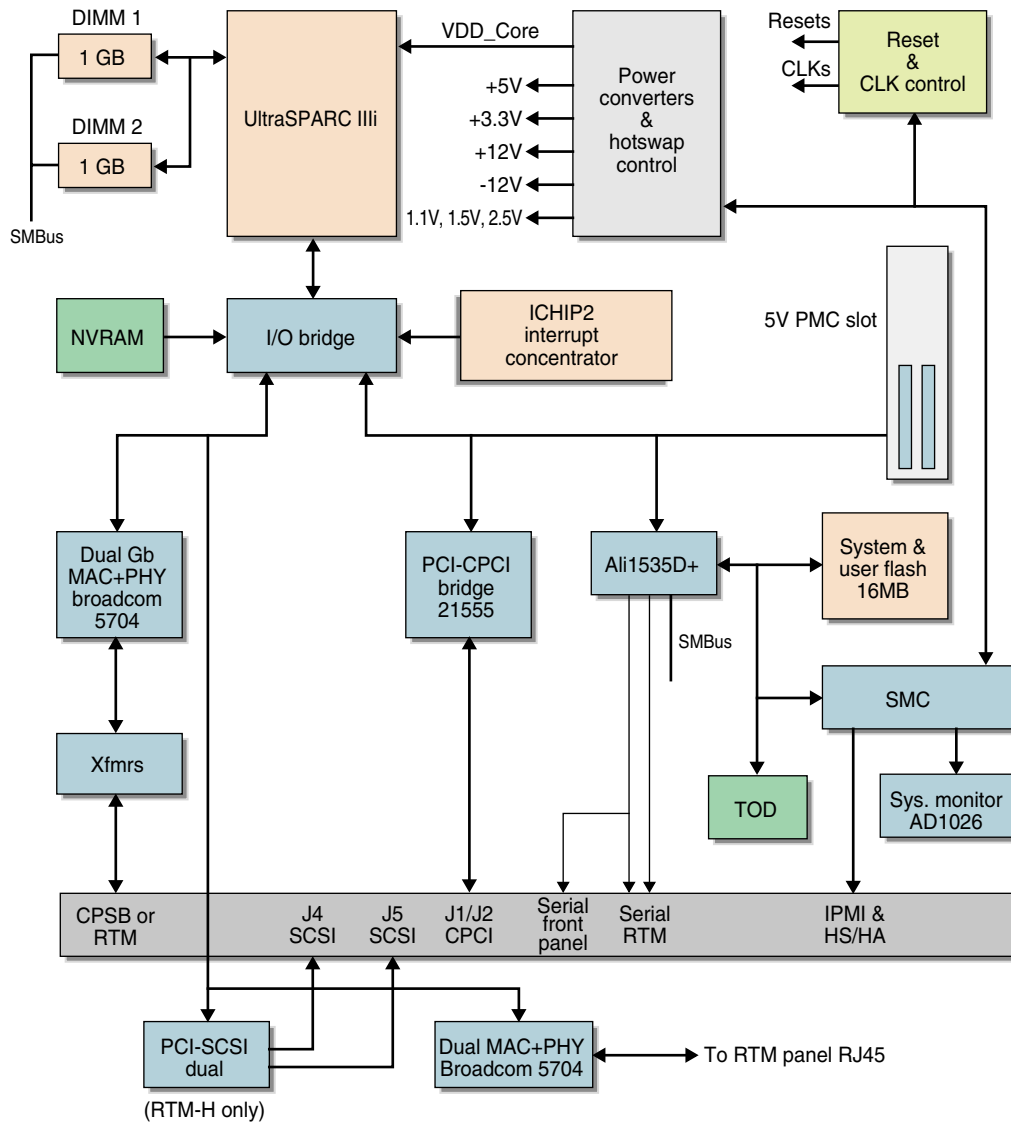 DIMM 1
1 GB
DIMM 2
1 GB
SMBus
UltraSPARC IIIi
VDD_Core
+5V
+3.3V
+12V
-12V
1.1V, 1.5V, 2.5V
Power
converters
&
hotswap
control
Resets
CLKs
Reset
&
CLK control
NVRAM
I/O bridge
ICHIP2
interrupt
concentrator
5V PMC slot
Dual Gb
MAC+PHY
broadcom
5704
PCI-CPCI
bridge
21555
Ali1535D+
System &
user flash
16MB
SMBus
SMC
Xfmrs
TOD
Sys. monitor
AD1026
CPSB or
RTM
J4
SCSI
J5
SCSI
J1/J2
CPCI
Serial
front
panel
Serial
RTM
IPMI &
HS/HA
PCI-SCSI
dual
(RTM-H only)
Dual MAC+PHY
Broadcom 5704
To RTM panel RJ45